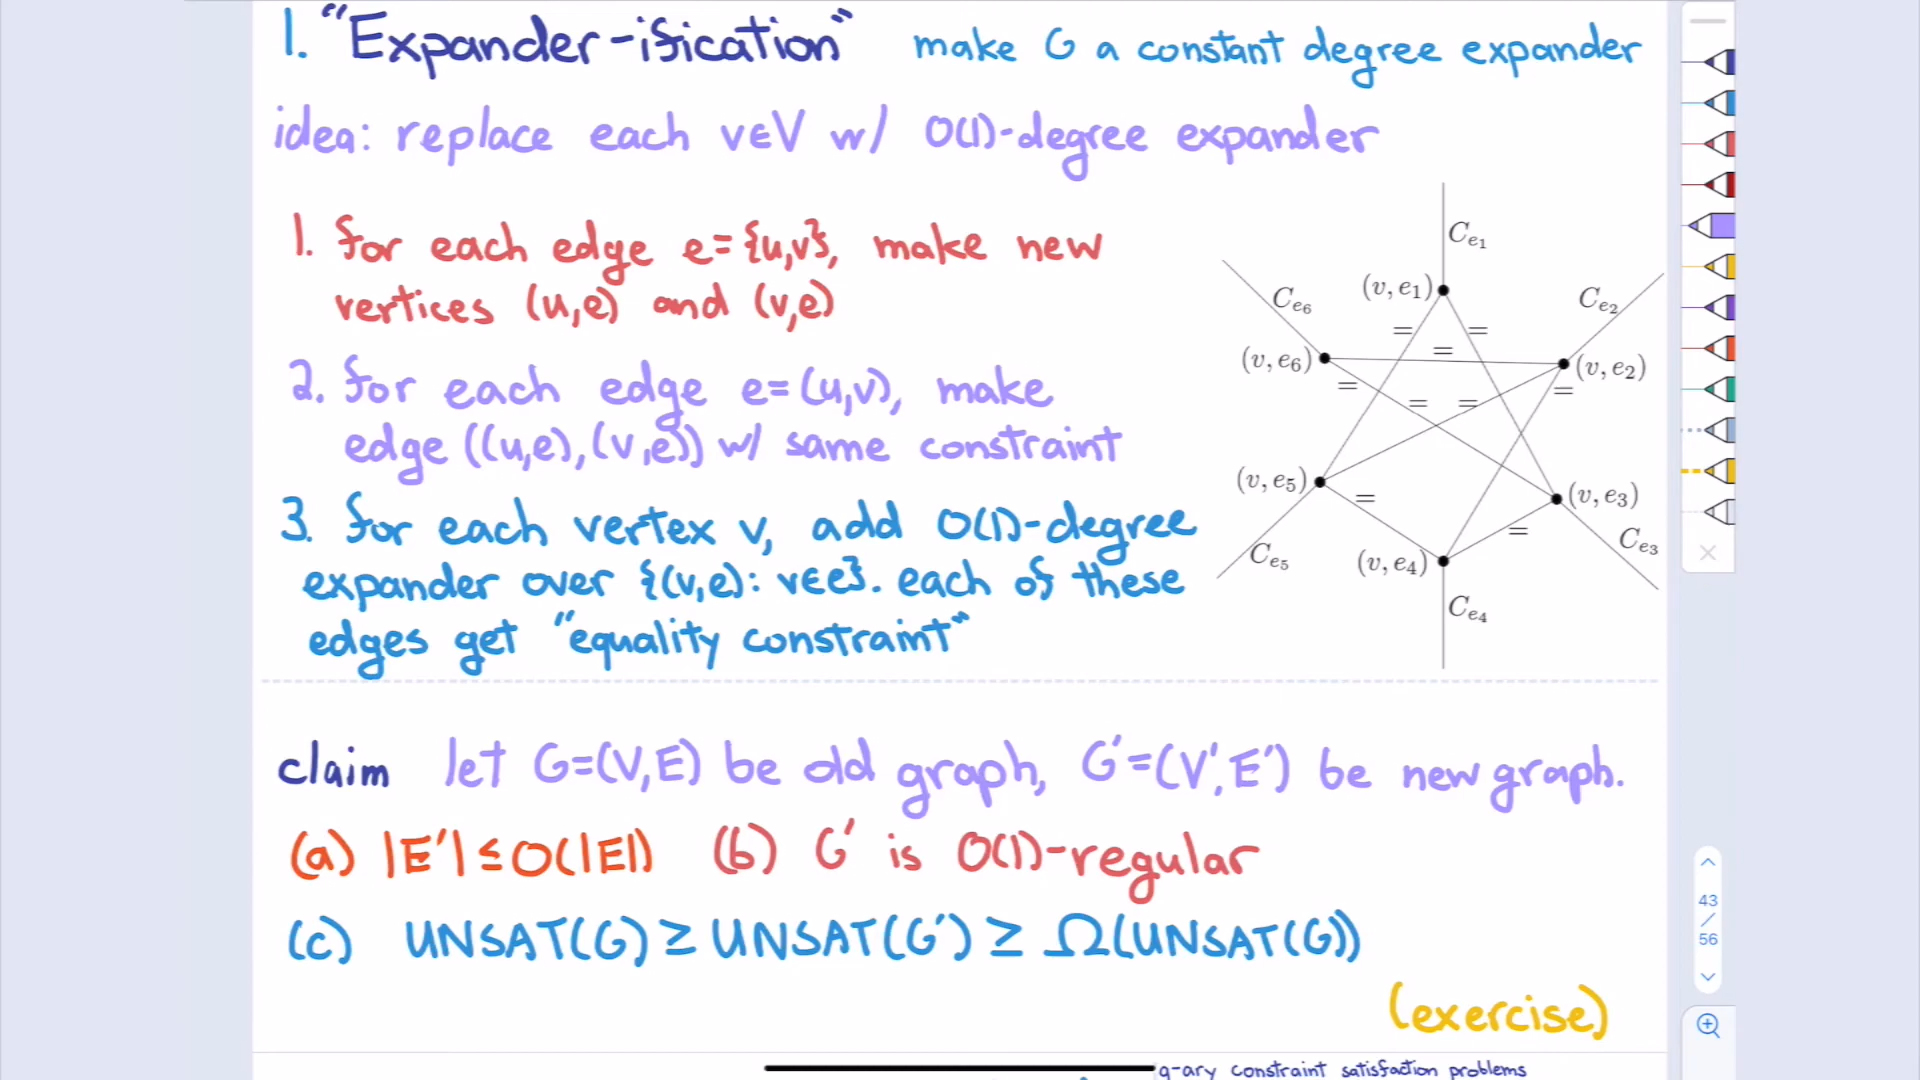 1. "Expander-ification" make G a constant degree expander
idea: replace each v∈V w/ O(1)-degree expander
1. for each edge e={u,v}, make new
vertices (u,e) and (v,e)
2. for each edge e=(u,v), make
edge ((u,e),(v,e)) w/ same constraint
3. for each vertex v, add O(1)-degree
expander over {(v,e): v∈e}. each of these
edges get "equality constraint"
C_{e_1}
(v, e_1)
C_{e_6}
C_{e_2}
= =
=
(v, e_6)
(v, e_2)
= = = =
(v, e_5)
(v, e_3)
= =
C_{e_5}
C_{e_3}
(v, e_4)
C_{e_4}
claim let G=(V,E) be old graph, G'=(V',E') be new graph.
(a) |E'| ≤ O(|E|) (b) G' is O(1)-regular
(c) UNSAT(G) ≥ UNSAT(G') ≥ Ω(UNSAT(G))
(exercise)
q-ary constraint satisfaction problems
43
/
56